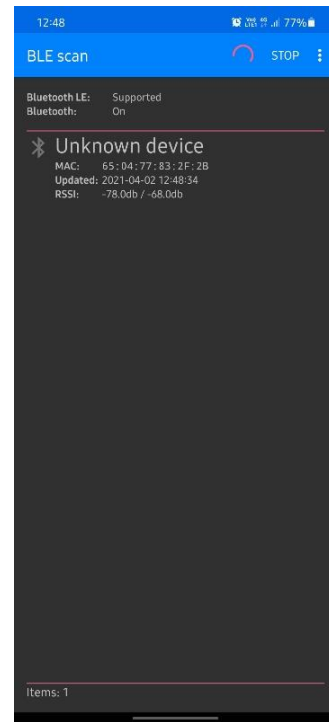 12:48 77%
BLE scan STOP
Bluetooth LE: Supported
Bluetooth: On
Unknown device
MAC: 65:04:77:83:2F:2B
Updated: 2021-04-02 12:48:34
RSSI: -78.0db / -68.0db
Items: 1